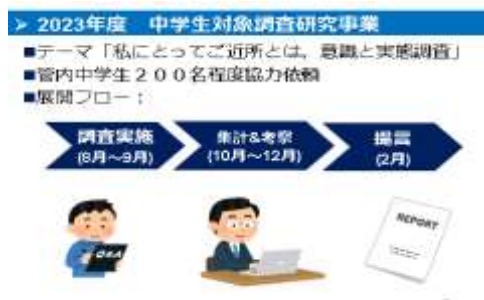 ➢ 2023年度 中学生対象調査研究事業
■テーマ「私にとってご近所とは、意識と実態調査」
■管内中学生200名程度協力依頼
■展開フロー：
調査実施
(8月～9月)
集計&考察
(10月～12月)
提言
(2月)
Q&A
REPORT